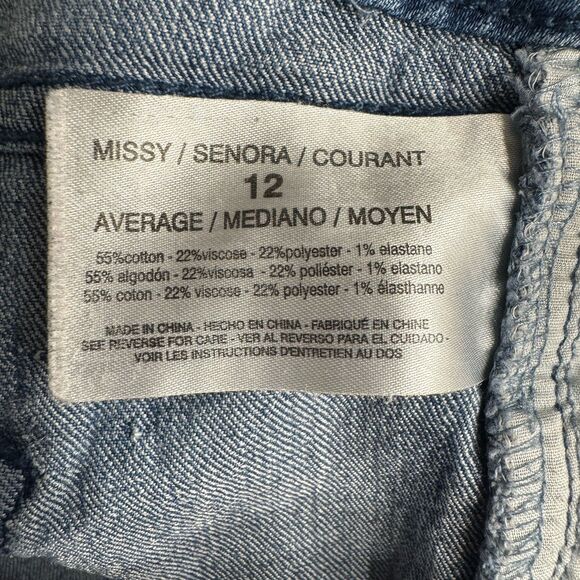 MISSY / SENORA / COURANT
12
AVERAGE / MEDIANO / MOYEN
55%cotton - 22%viscose - 22%polyester - 1% elastane
55% algodón - 22%viscosa - 22% poliéster - 1% elastano
55% coton - 22% viscose - 22% polyester - 1% élasthanne
MADE IN CHINA - HECHO EN CHINA - FABRIQUÉ EN CHINE
SEE REVERSE FOR CARE - VER AL REVERSO PARA EL CUIDADO -
VOIR LES INSTRUCTIONS D'ENTRETIEN AU DOS